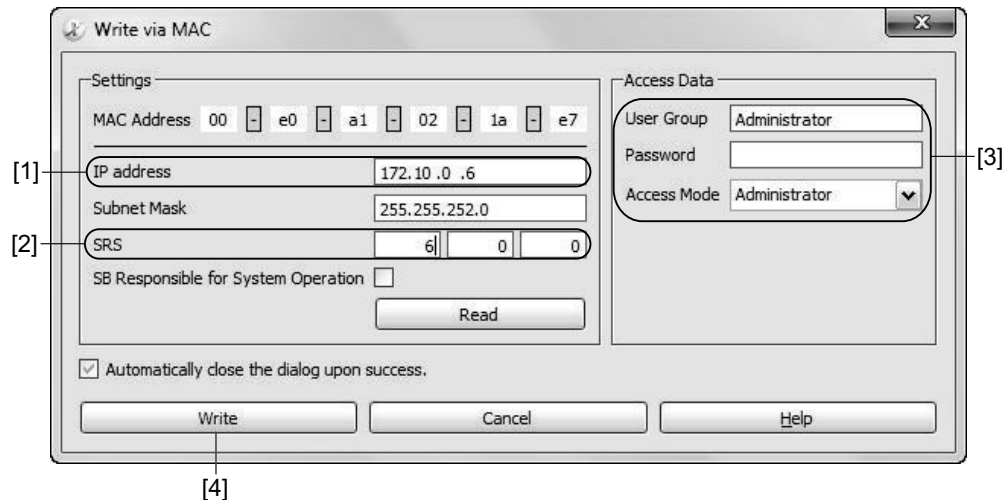 Write via MAC
Settings
MAC Address 00 - e0 - a1 - 02 - 1a - e7
[1]
IP address 172.10 .0 .6
Subnet Mask 255.255.252.0
[2]
SRS 6 0 0
SB Responsible for System Operation
Read
Access Data
User Group Administrator
Password
Access Mode Administrator
[3]
Automatically close the dialog upon success.
Write Cancel Help
[4]